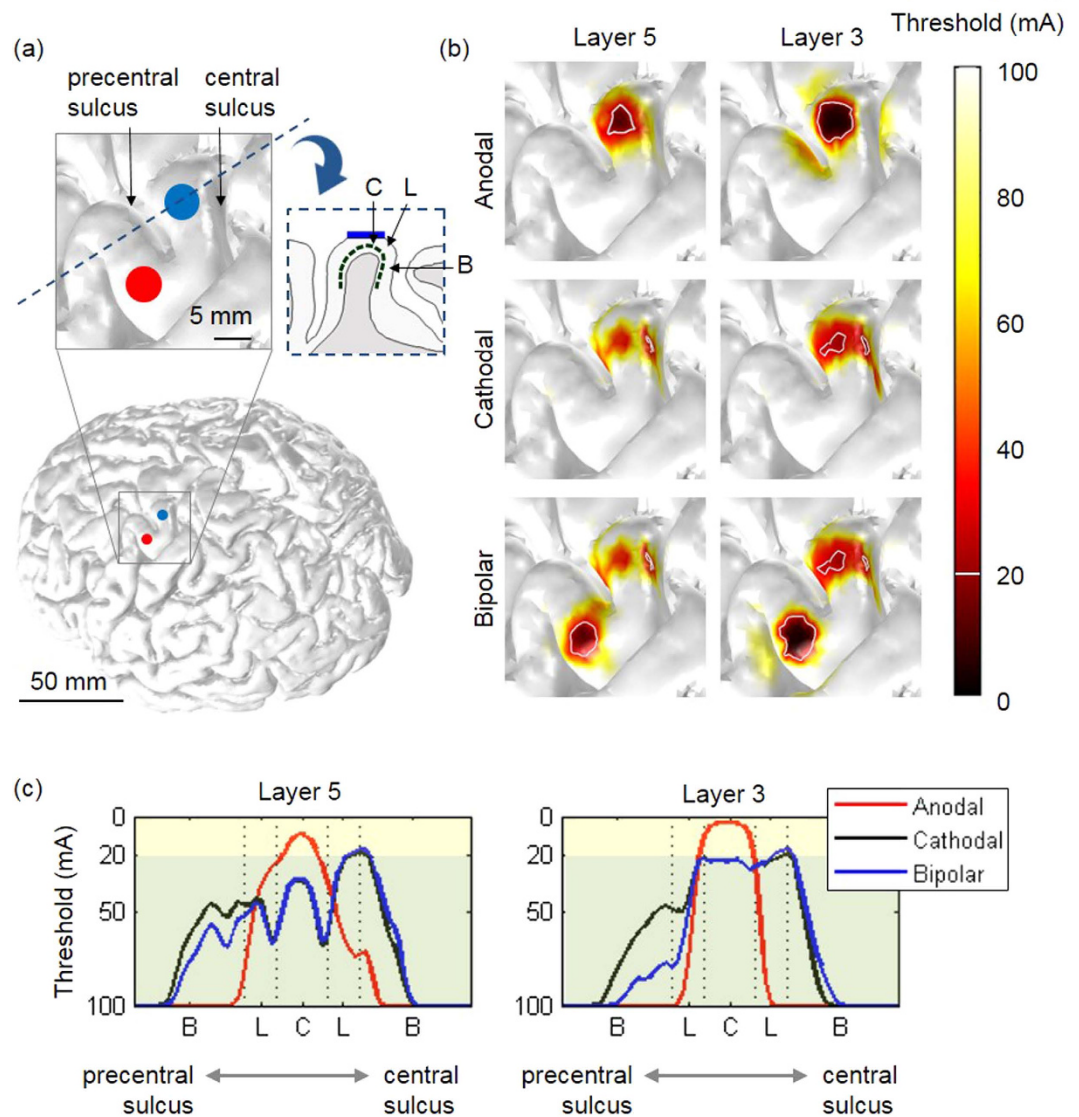 (a)
precentral
sulcus
central
sulcus
C
L
B
5 mm
50 mm
(b)
Layer 5
Layer 3
Threshold (mA)
Anodal
Cathodal
Bipolar
100
80
60
40
20
0
(c)
Layer 5
Threshold (mA)
0
20
50
100
B
L
C
L
B
precentral
sulcus
central
sulcus
Layer 3
0
20
50
100
B
L
C
L
B
precentral
sulcus
central
sulcus
Anodal
Cathodal
Bipolar